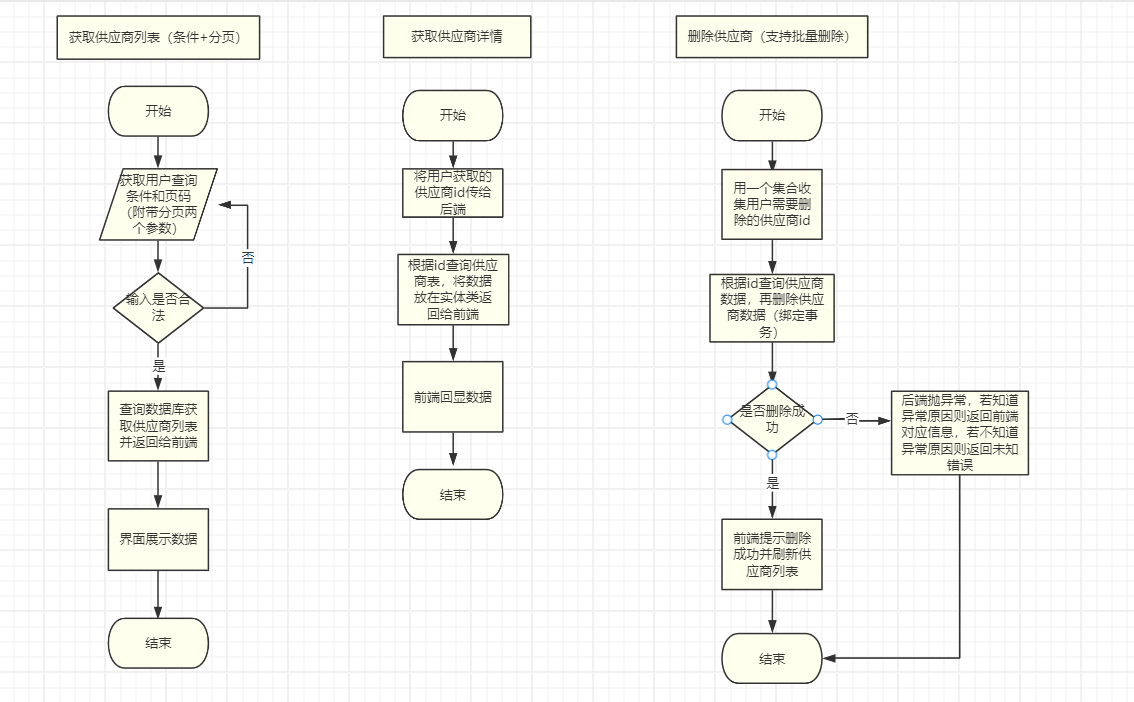 获取供应商列表（条件+分页）
开始
获取用户查询
条件和页码
（附带分页两
个参数）
否
输入是否合
法
是
查询数据库获
取供应商列表
并返回给前端
界面展示数据
结束
获取供应商详情
开始
将用户获取的
供应商id传给
后端
根据id查询供应
商表，将数据
放在实体类返
回给前端
前端回显数据
结束
删除供应商（支持批量删除）
开始
用一个集合收
集用户需要删
除的供应商id
根据id查询供应商
数据，再删除供应
商数据（绑定事
务）
是否删除成
功
否
后端抛异常，若知道
异常原因则返回前端
对应信息，若不知道
异常原因则返回未知
错误
是
前端提示删除
成功并刷新供
应商列表
结束